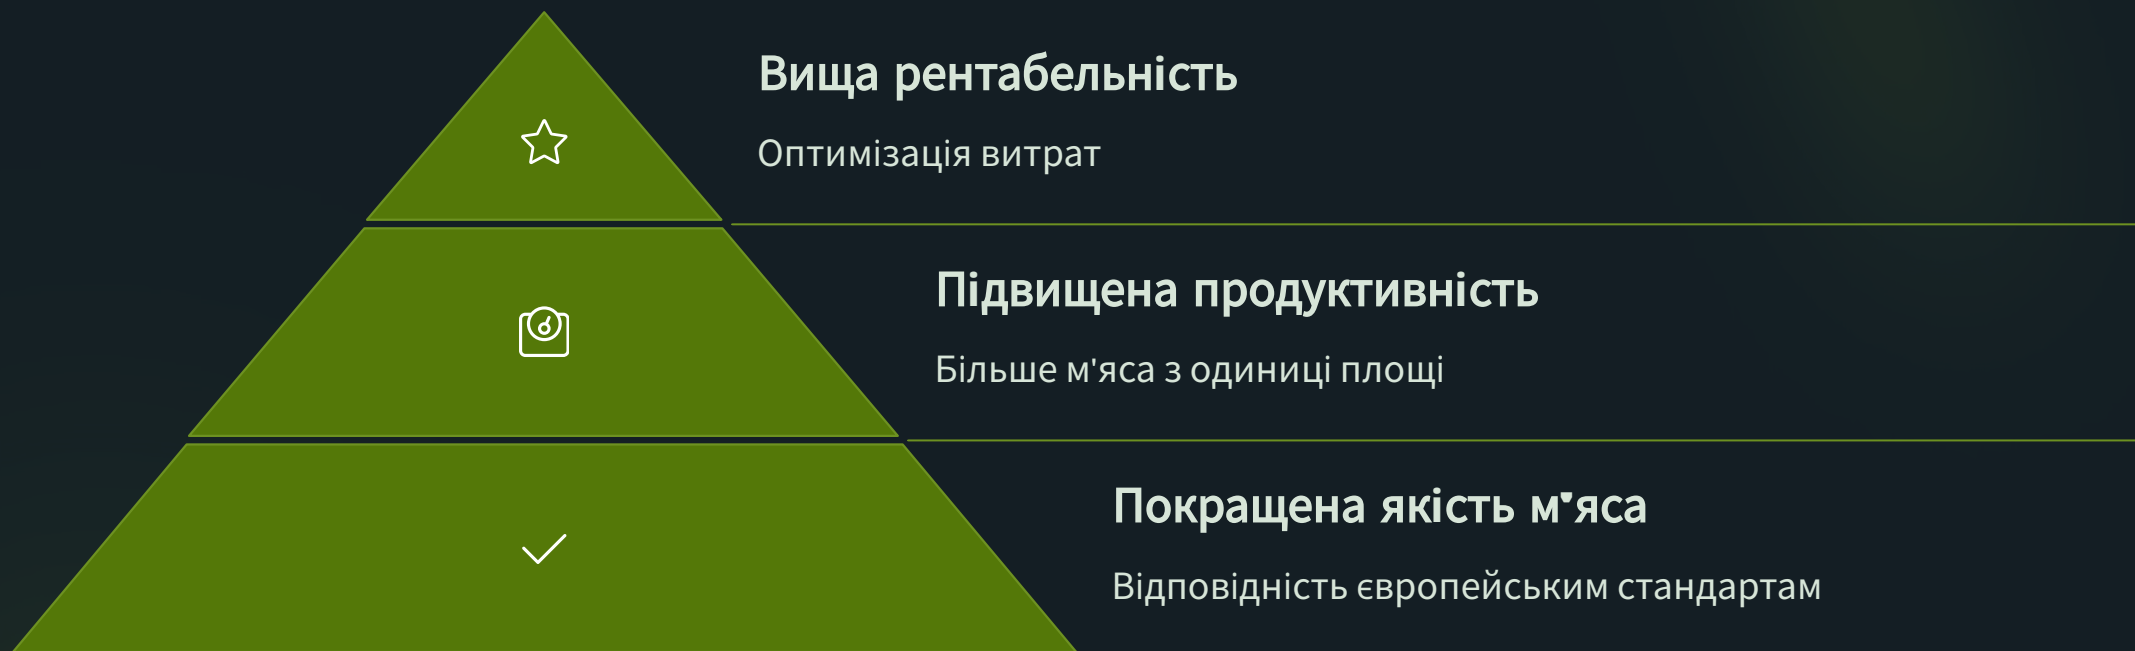 Вища рентабельність
Оптимізація витрат
Підвищена продуктивність
Більше м'яса з одиниці площі
Покращена якість м'яса
Відповідність європейським стандартам